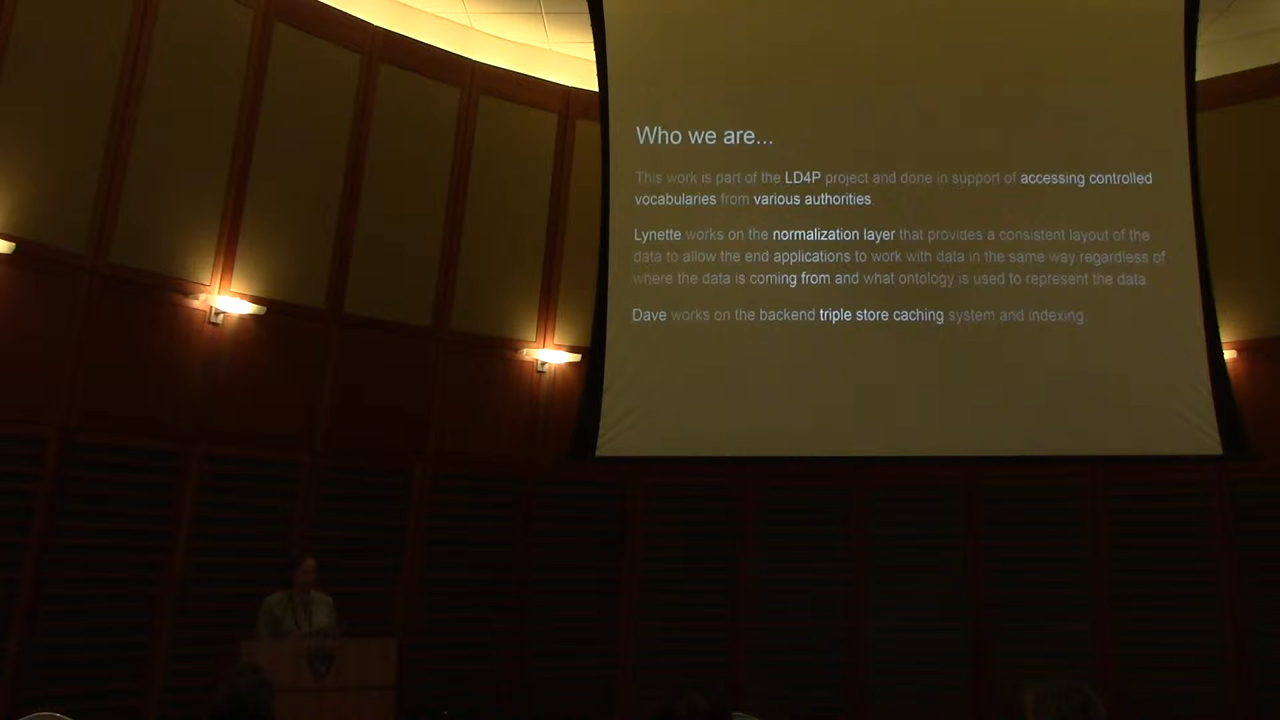 Who we are...
This work is part of the LD4P project and done in support of accessing controlled
vocabularies from various authorities.
Lynette works on the normalization layer that provides a consistent layout of the
data to allow the end applications to work with data in the same way regardless of
where the data is coming from and what ontology is used to represent the data.
Dave works on the backend triple store caching system and indexing.